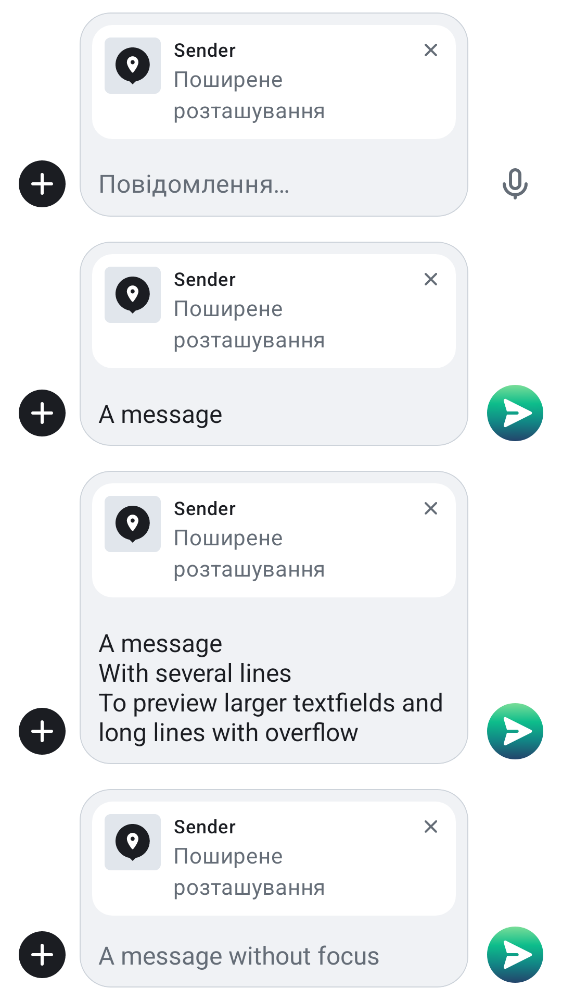 Sender
Поширене
розташування
Повідомлення…
Sender
Поширене
розташування
A message
Sender
Поширене
розташування
A message
With several lines
To preview larger textfields and
long lines with overflow
Sender
Поширене
розташування
A message without focus